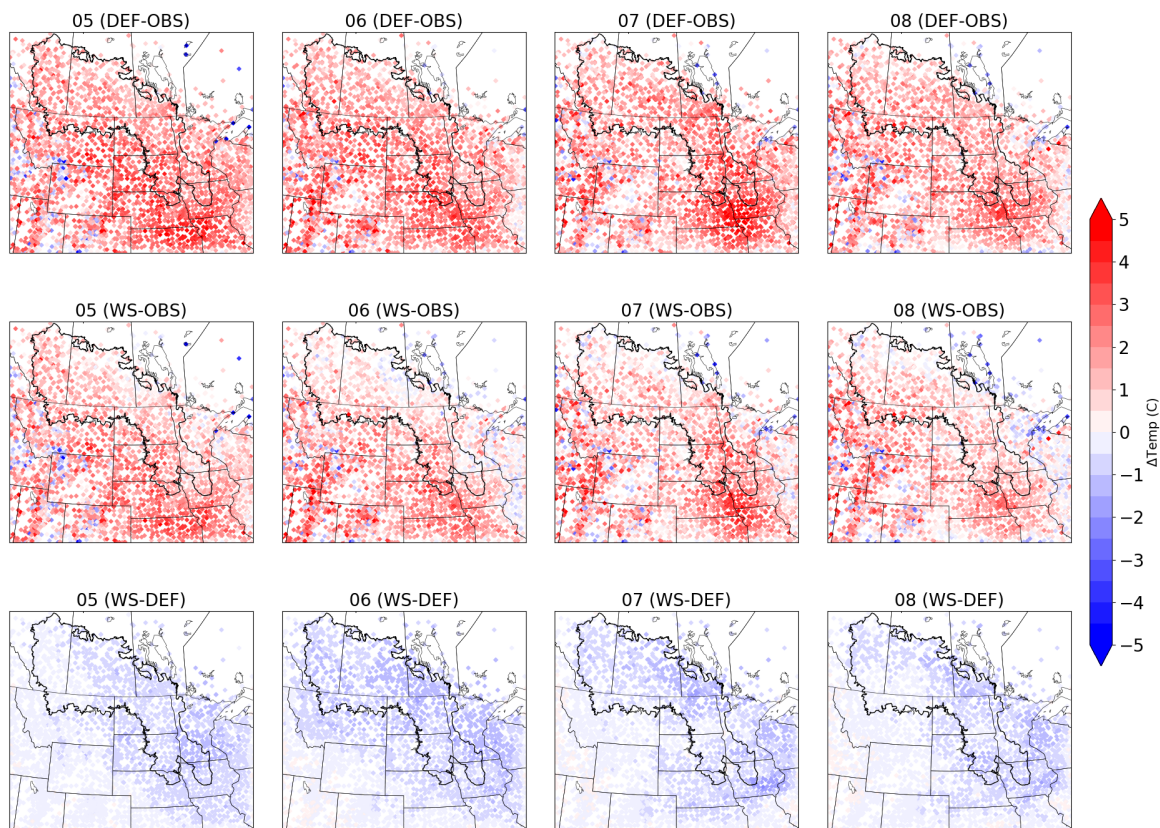 05 (DEF-OBS)
06 (DEF-OBS)
07 (DEF-OBS)
08 (DEF-OBS)
05 (WS-OBS)
06 (WS-OBS)
07 (WS-OBS)
08 (WS-OBS)
05 (WS-DEF)
06 (WS-DEF)
07 (WS-DEF)
08 (WS-DEF)
5
4
3
2
1
0
−1
−2
−3
−4
−5
ΔTemp (C)